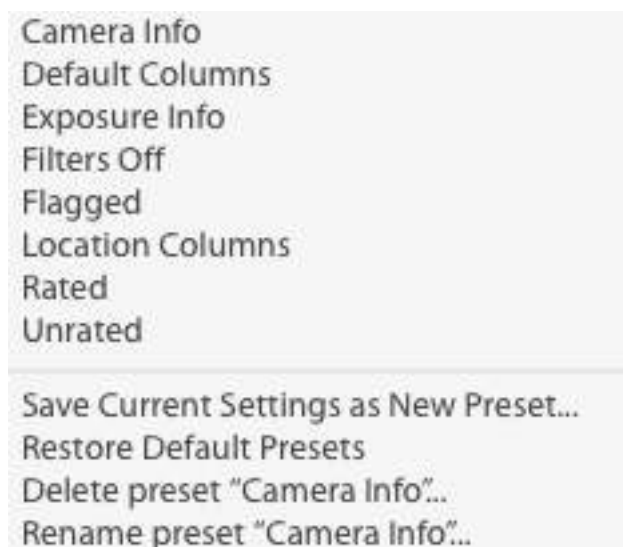 Camera Info
Default Columns
Exposure Info
Filters Off
Flagged
Location Columns
Rated
Unrated
Save Current Settings as New Preset...
Restore Default Presets
Delete preset “Camera Info”...
Rename preset “Camera Info”...